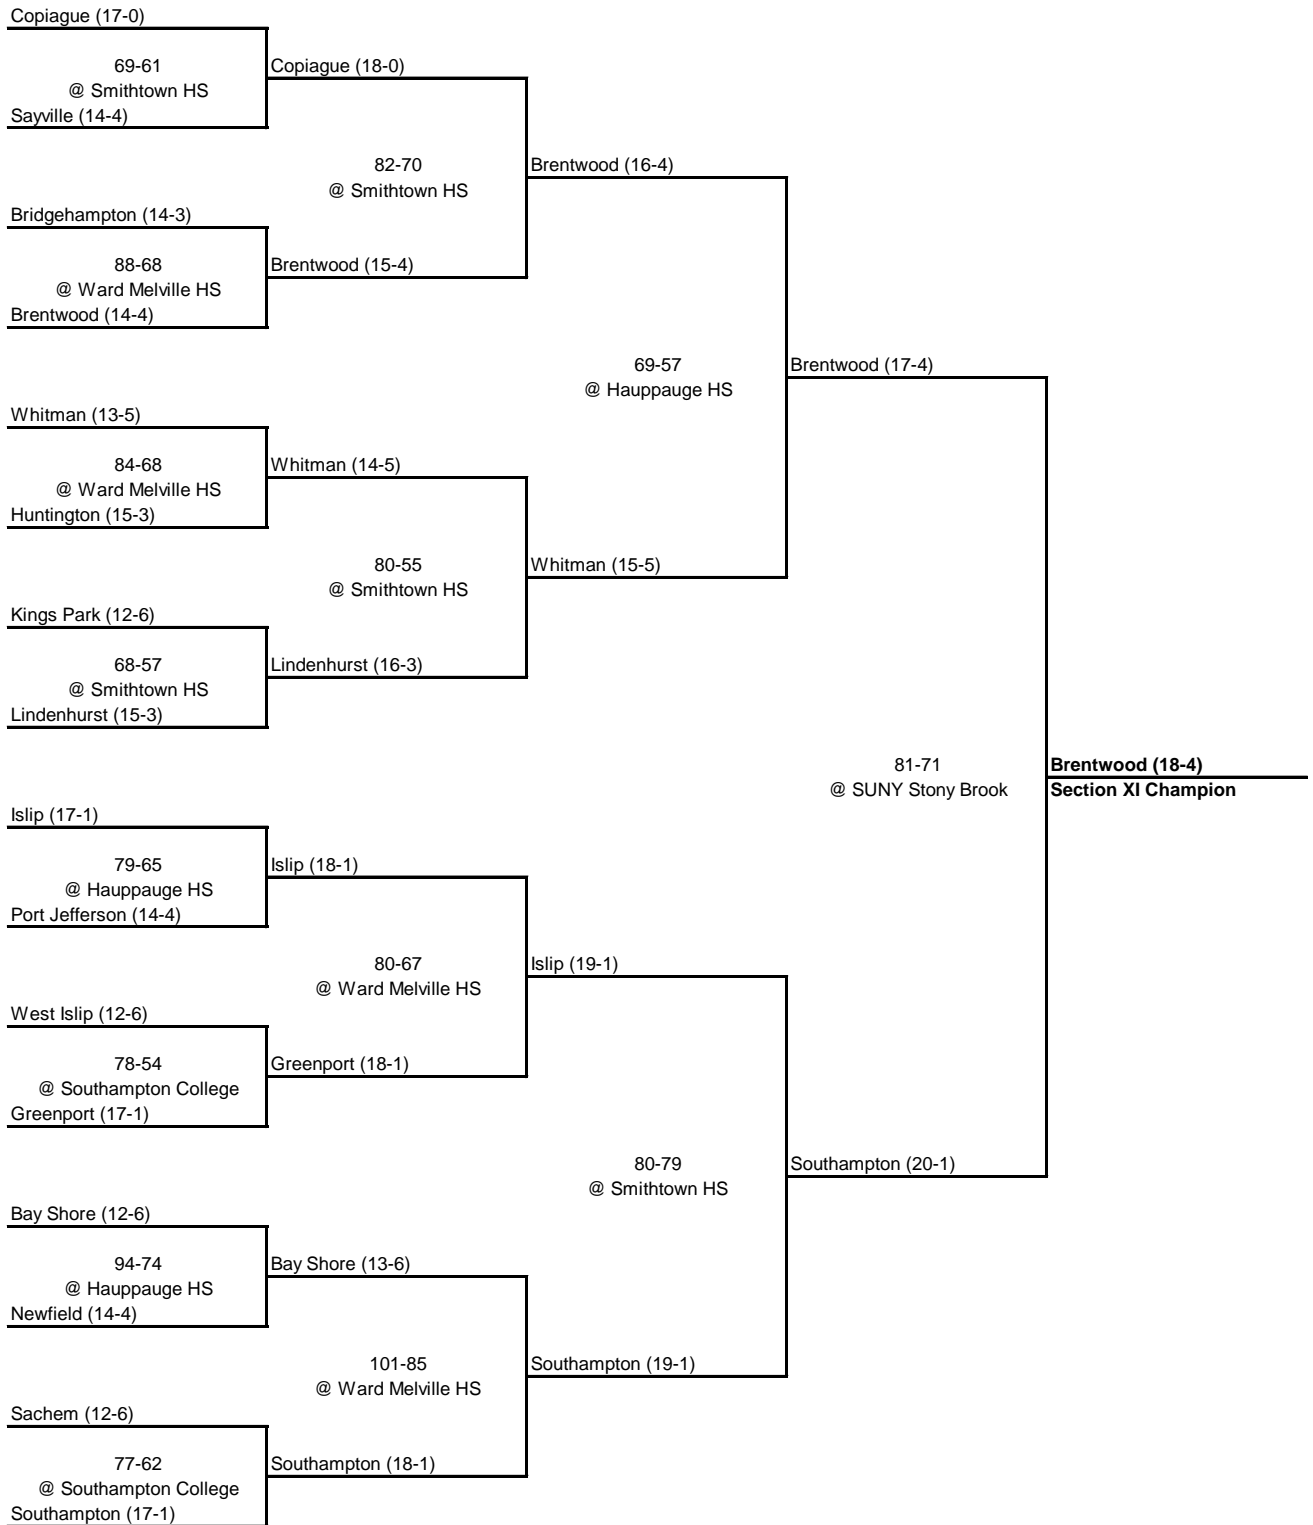 Copiague (17-0)
69-61
@ Smithtown HS
Sayville (14-4)
Copiague (18-0)
82-70
@ Smithtown HS
Bridgehampton (14-3)
88-68
@ Ward Melville HS
Brentwood (14-4)
Brentwood (15-4)
Brentwood (16-4)
69-57
@ Hauppauge HS
Whitman (13-5)
84-68
@ Ward Melville HS
Huntington (15-3)
Whitman (14-5)
80-55
@ Smithtown HS
Kings Park (12-6)
68-57
@ Smithtown HS
Lindenhurst (15-3)
Lindenhurst (16-3)
Whitman (15-5)
Brentwood (17-4)
81-71
@ SUNY Stony Brook
Brentwood (18-4)
Section XI Champion
Islip (17-1)
79-65
@ Hauppauge HS
Port Jefferson (14-4)
Islip (18-1)
80-67
@ Ward Melville HS
West Islip (12-6)
78-54
@ Southampton College
Greenport (17-1)
Greenport (18-1)
Islip (19-1)
80-79
@ Smithtown HS
Southampton (20-1)
Bay Shore (12-6)
94-74
@ Hauppauge HS
Newfield (14-4)
Bay Shore (13-6)
101-85
@ Ward Melville HS
Southampton (19-1)
Sachem (12-6)
77-62
@ Southampton College
Southampton (17-1)
Southampton (18-1)